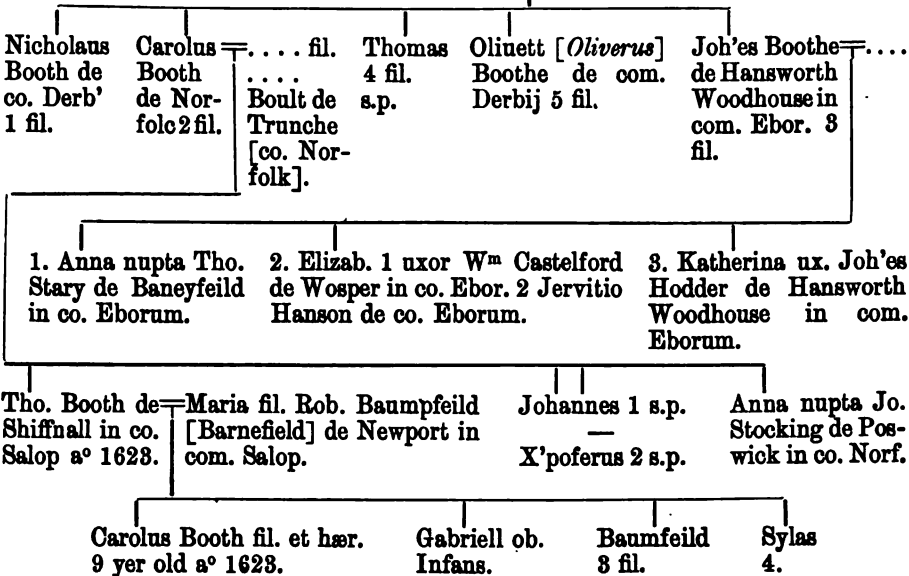 Nicholaus
Booth de
co. Derb'
1 fil.
Carolus
Booth
de Nor-
folc 2 fil.
. . . . fil.
. . . .
Boult de
Trunche
[co. Nor-
folk].
Thomas
4 fil.
s.p.
Oliuett [Oliverus]
Boothe de com.
Derbij 5 fil.
Joh'es Boothe
de Hansworth
Woodhouse in
com. Ebor. 3
fil.
. . . .
1. Anna nupta Tho.
Stary de Baneyfeild
in co. Eborum.
2. Elizab. 1 uxor Wm Castelford
de Wosper in co. Ebor. 2 Jervitio
Hanson de co. Eborum.
3. Katherina ux. Joh'es
Hodder de Hansworth
Woodhouse in com.
Eborum.
Tho. Booth de
Shiffnall in co.
Salop ao 1623.
Maria fil. Rob. Baumpfeild
[Barnefield] de Newport in
com. Salop.
Johannes 1 s.p.
—
X'poferus 2 s.p.
Anna nupta Jo.
Stocking de Pos-
wick in co. Norf.
Carolus Booth fil. et hær.
9 yer old ao 1623.
Gabriell ob.
Infans.
Baumfeild
3 fil.
Sylas
4.